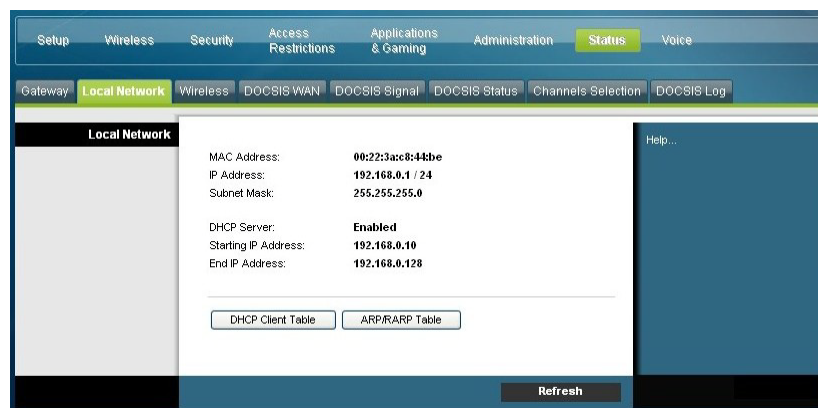 Setup Wireless Security Access Restrictions Applications & Gaming Administration Status Voice
Gateway Local Network Wireless DOCSIS WAN DOCSIS Signal DOCSIS Status Channels Selection DOCSIS Log
Local Network
Help...
MAC Address: 00:22:3a:c8:44:be
IP Address: 192.168.0.1 / 24
Subnet Mask: 255.255.255.0
DHCP Server: Enabled
Starting IP Address: 192.168.0.10
End IP Address: 192.168.0.128
DHCP Client Table ARP/RARP Table
Refresh